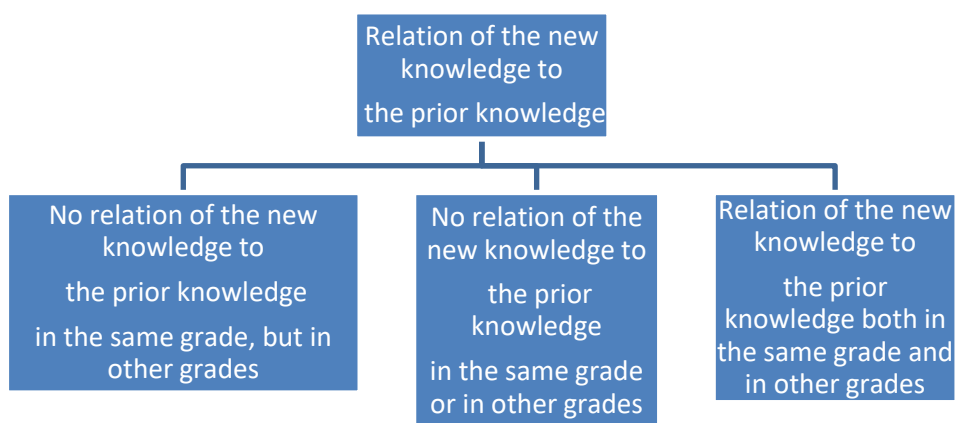 Relation of the new
knowledge to
the prior knowledge
No relation of the new
knowledge to
the prior knowledge
in the same grade, but in
other grades
No relation of the
new knowledge to
the prior
knowledge
in the same grade
or in other grades
Relation of the new
knowledge to
the prior
knowledge both in
the same grade and
in other grades